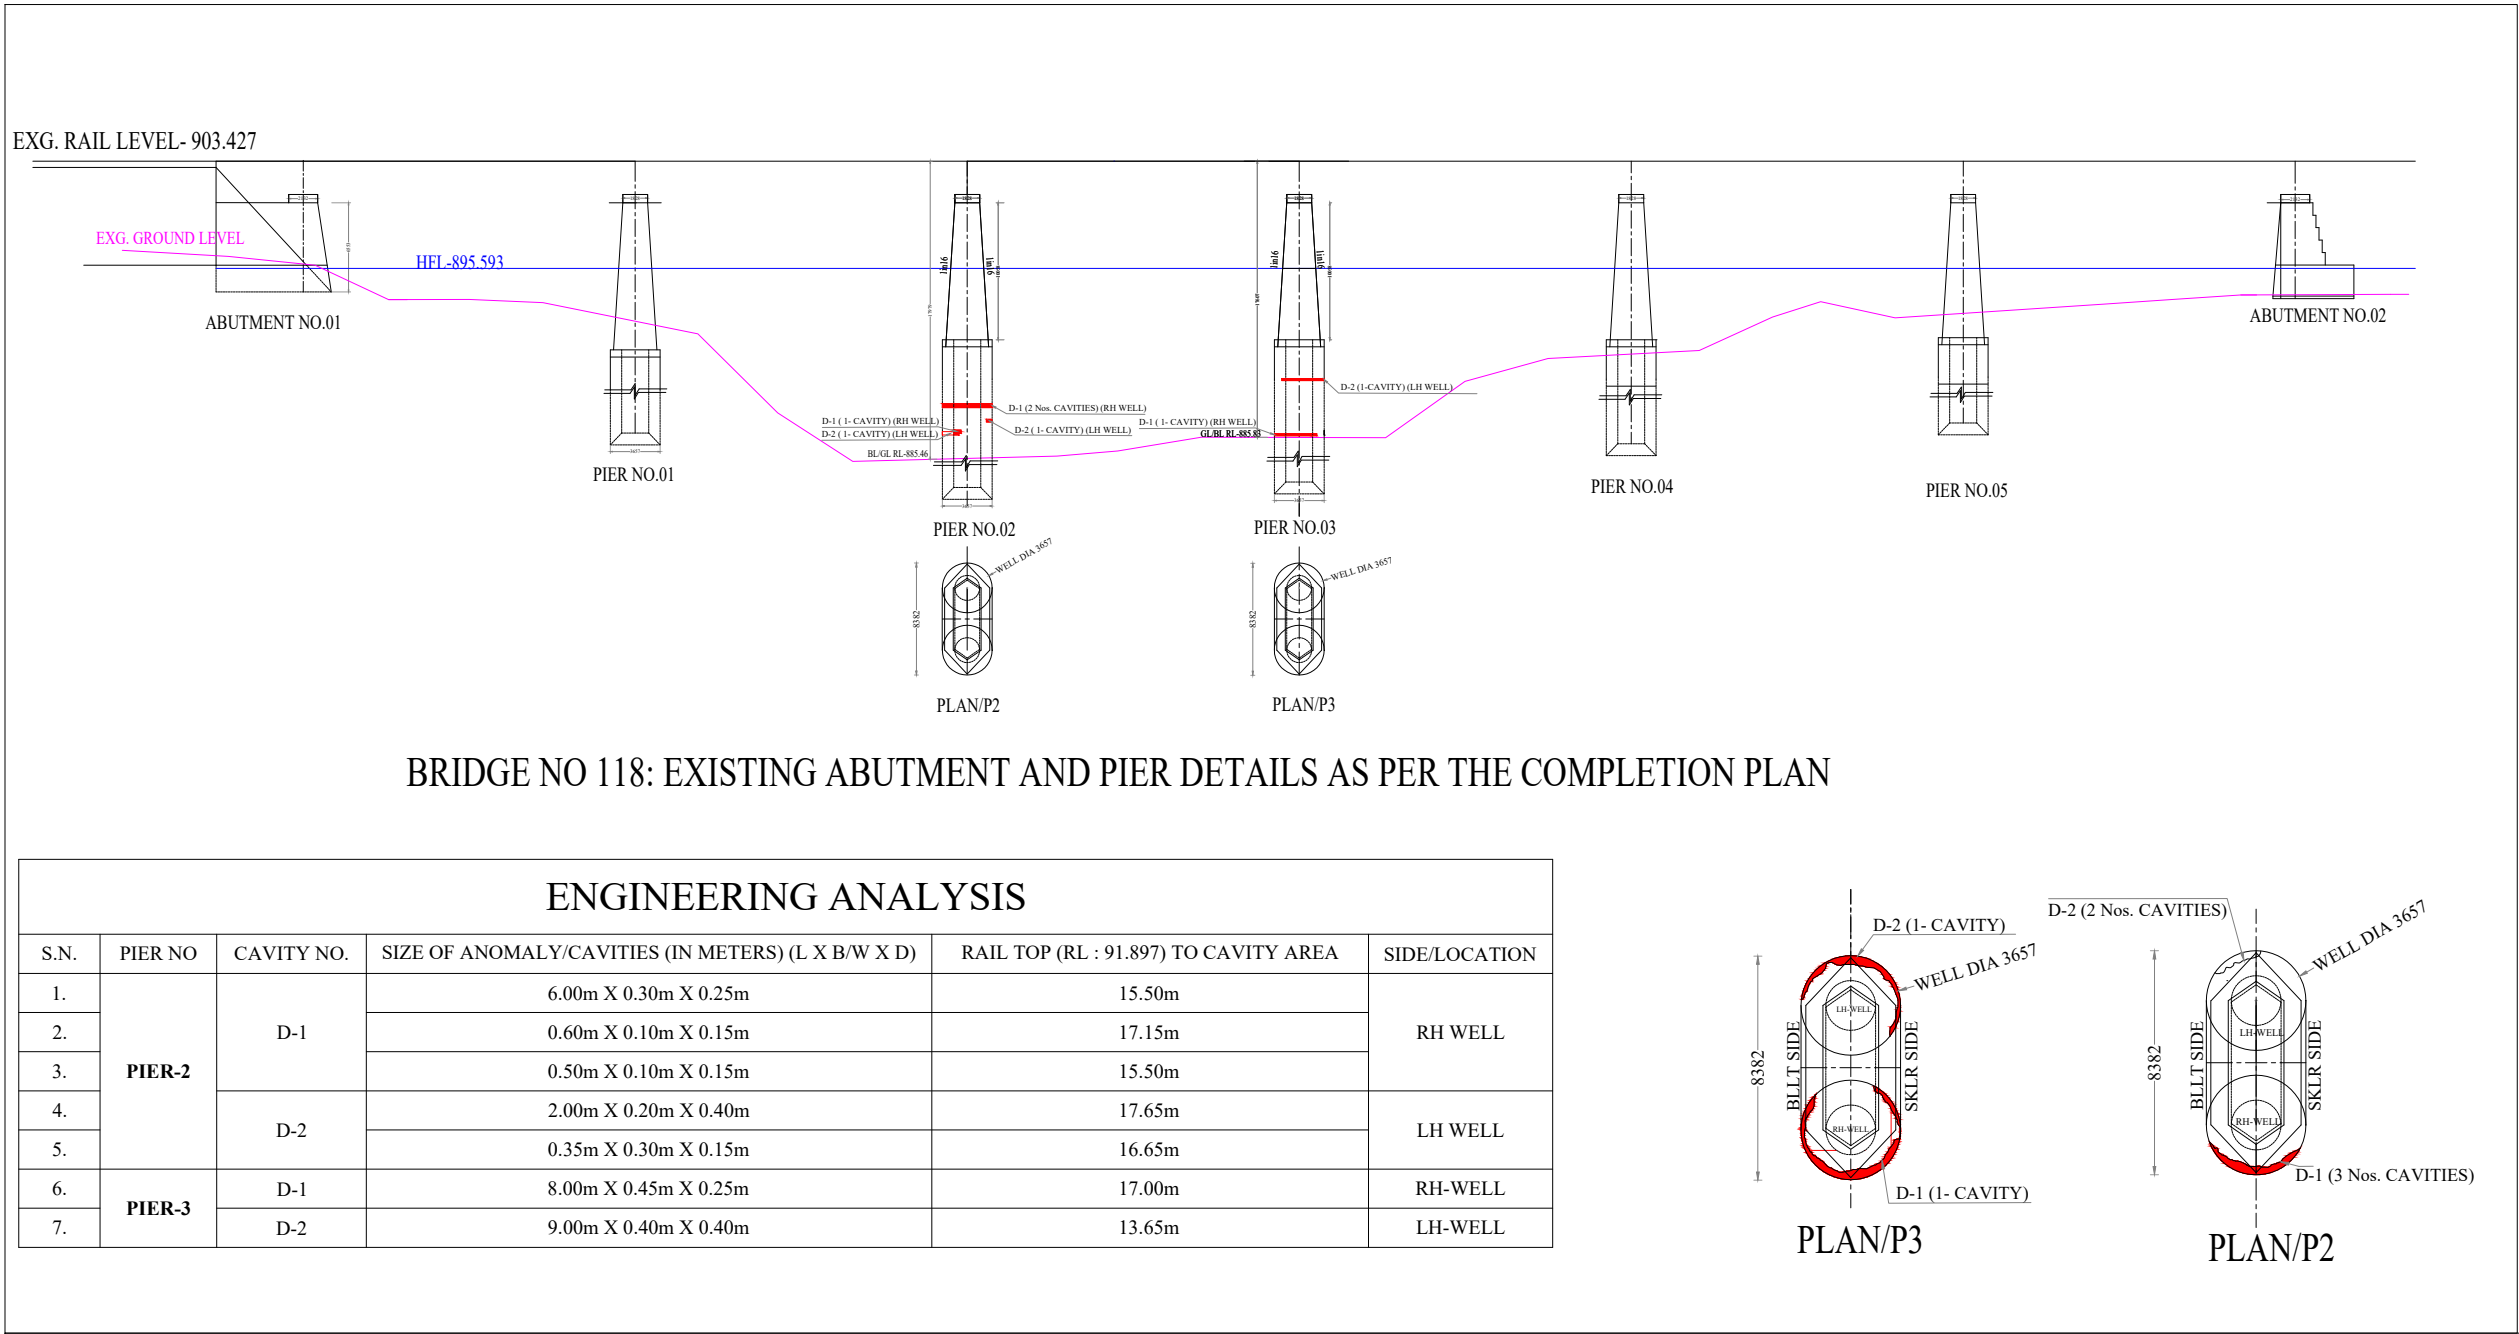 EXG. RAIL LEVEL- 903.427
EXG. GROUND LEVEL
HFL-895.593
1in16
1in16
1in16
1in16
ABUTMENT NO.01
ABUTMENT NO.02
D-2 (1-CAVITY) (LH WELL)
D-1 (2 Nos. CAVITIES) (RH WELL)
D-1 ( 1- CAVITY) (RH WELL)
D-2 ( 1- CAVITY) (LH WELL)
D-2 ( 1- CAVITY) (LH WELL)
D-1 ( 1- CAVITY) (RH WELL)
GL/BL RL-885.83
BL/GL RL-885.46
3657
3657
3657
PIER NO.01
PIER NO.02
PIER NO.03
PIER NO.04
PIER NO.05
WELL DIA 3657
WELL DIA 3657
8382
8382
PLAN/P2
PLAN/P3
BRIDGE NO 118: EXISTING ABUTMENT AND PIER DETAILS AS PER THE COMPLETION PLAN
ENGINEERING ANALYSIS
S.N. PIER NO CAVITY NO. SIZE OF ANOMALY/CAVITIES (IN METERS) (L X B/W X D) RAIL TOP (RL : 91.897) TO CAVITY AREA SIDE/LOCATION
1. 6.00m X 0.30m X 0.25m 15.50m
2. D-1 0.60m X 0.10m X 0.15m 17.15m RH WELL
3. PIER-2 0.50m X 0.10m X 0.15m 15.50m
4. 2.00m X 0.20m X 0.40m 17.65m
D-2 LH WELL
5. 0.35m X 0.30m X 0.15m 16.65m
6. D-1 8.00m X 0.45m X 0.25m 17.00m RH-WELL
PIER-3
7. D-2 9.00m X 0.40m X 0.40m 13.65m LH-WELL
D-2 (1- CAVITY)
WELL DIA 3657
LH-WELL
BLLT SIDE
SKLR SIDE
8382
RH-WELL
D-1 (1- CAVITY)
PLAN/P3
D-2 (2 Nos. CAVITIES)
WELL DIA 3657
LH-WELL
BLLT SIDE
SKLR SIDE
8382
RH-WELL
D-1 (3 Nos. CAVITIES)
PLAN/P2